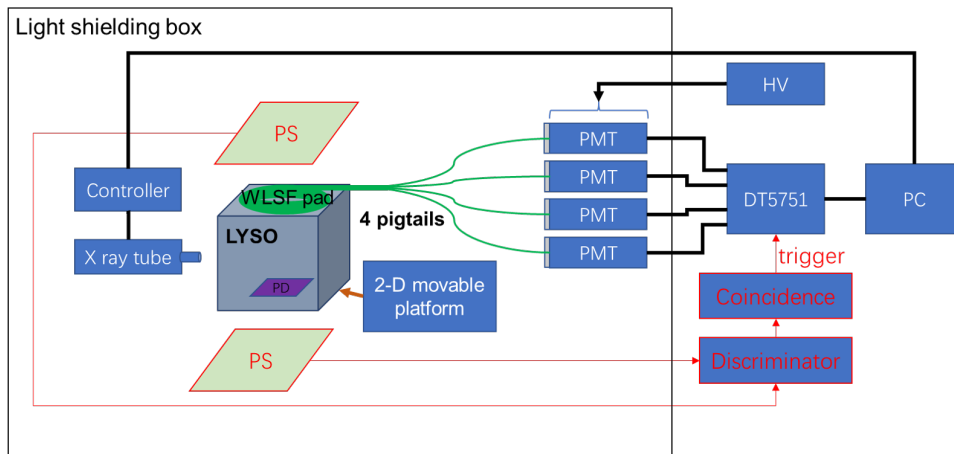 Light shielding box
HV
PS
PMT
Controller
PMT
WLSF pad
DT5751
PC
4 pigtails
PMT
LYSO
X ray tube
PMT
trigger
PD
2-D movable
platform
Coincidence
PS
Discriminator